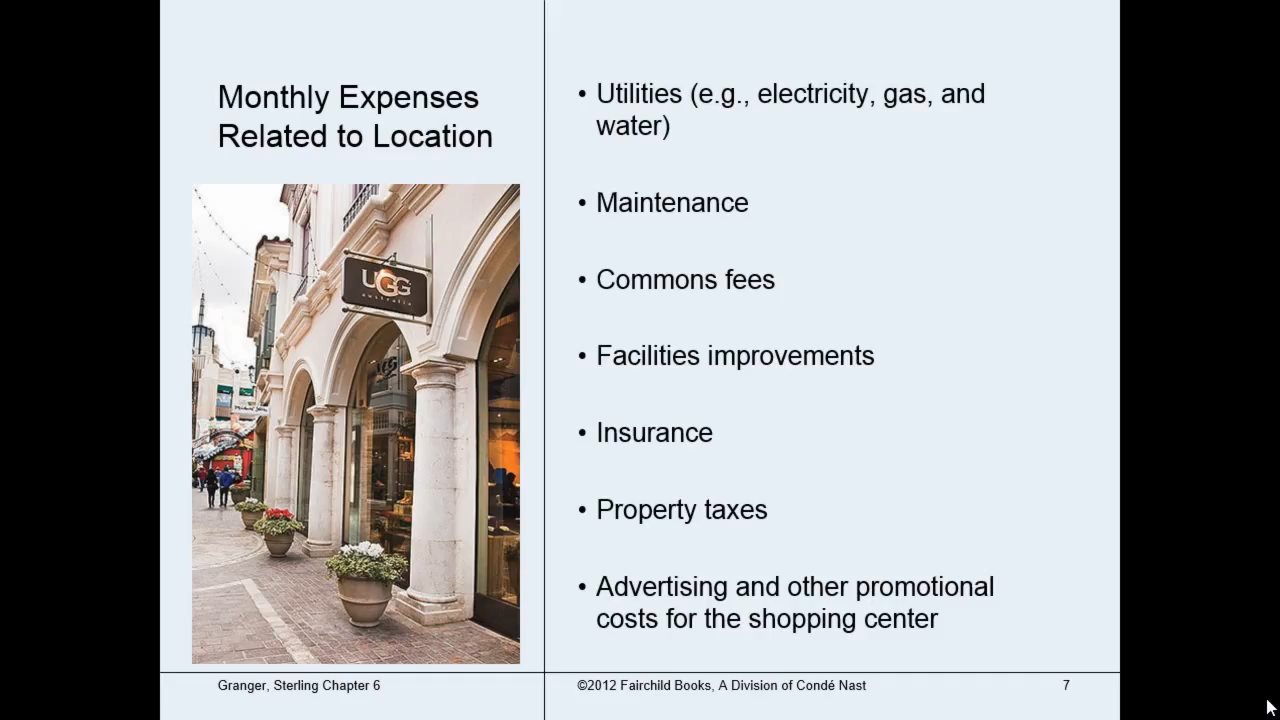 Monthly Expenses
Related to Location
UGG
australia
• Utilities (e.g., electricity, gas, and
water)
• Maintenance
• Commons fees
• Facilities improvements
• Insurance
• Property taxes
• Advertising and other promotional
costs for the shopping center
Granger, Sterling Chapter 6
©2012 Fairchild Books, A Division of Condé Nast
7